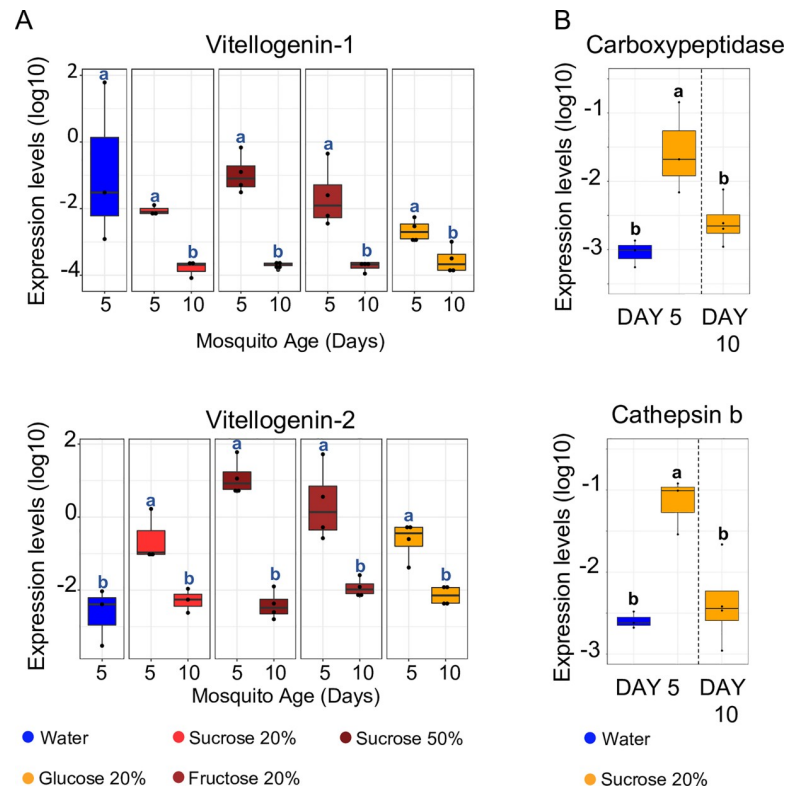 A
Vitellogenin-1
Expression levels (log10)
2
0
-2
-4
a
a
b
a
b
a
b
a
b
5
5
10
5
10
5
10
5
10
Mosquito Age (Days)
Vitellogenin-2
Expression levels (log10)
2
0
-2
b
a
b
a
b
a
b
a
b
5
5
10
5
10
5
10
5
10
Mosquito Age (Days)
Water
Sucrose 20%
Sucrose 50%
Glucose 20%
Fructose 20%
B
Carboxypeptidase
Expression levels (log10)
-1
-2
-3
b
a
b
DAY 5
DAY
10
Cathepsin b
Expression levels (log10)
-1
-2
-3
b
a
b
DAY 5
DAY
10
Water
Sucrose 20%